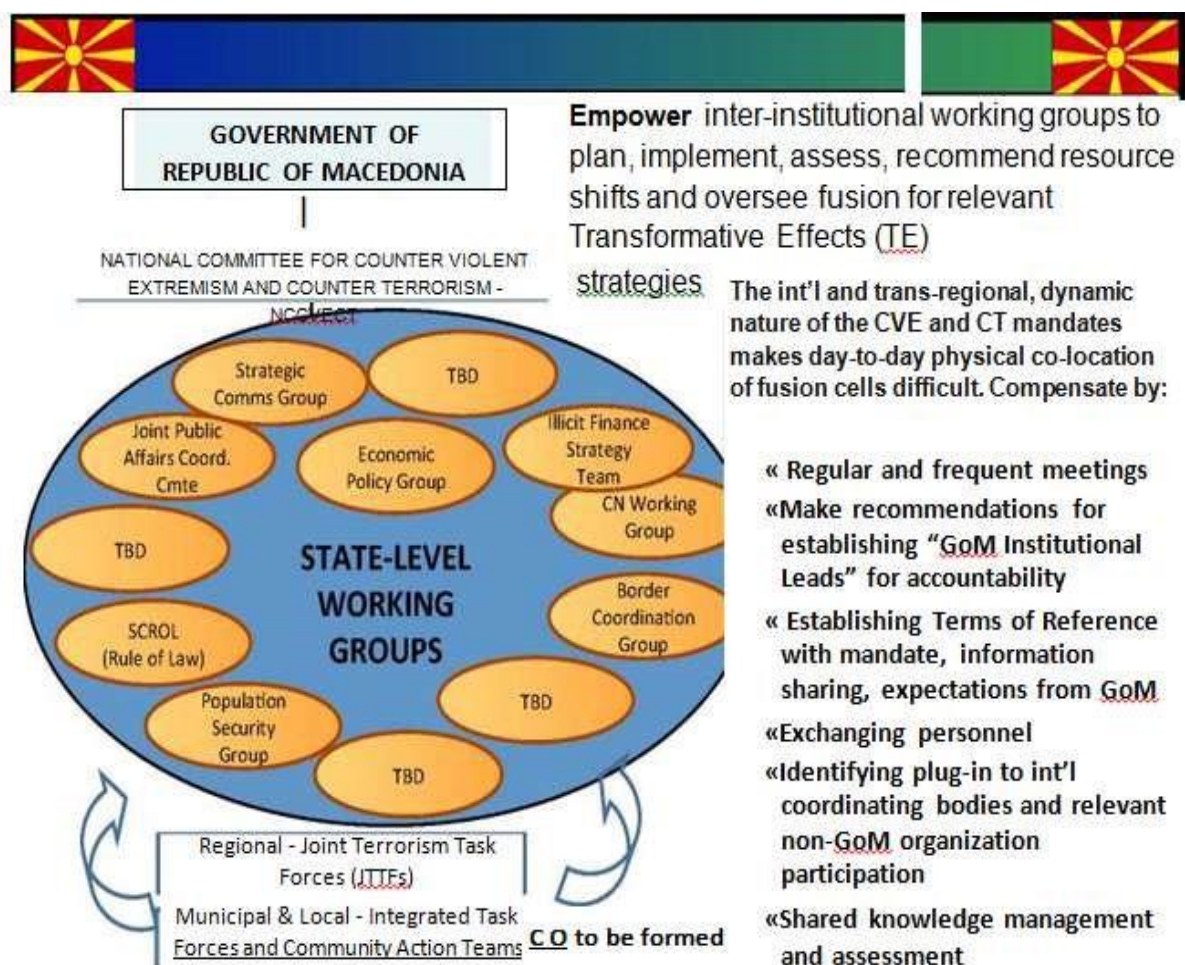 GOVERNMENT OF
REPUBLIC OF MACEDONIA
NATIONAL COMMITTEE FOR COUNTER VIOLENT
EXTREMISM AND COUNTER TERRORISM -
NCCVECT
Strategic
Comms Group
TBD
Joint Public
Affairs Coord.
Cmte
Economic
Policy Group
Illicit Finance
Strategy
Team
CN Working
Group
TBD
STATE-LEVEL
WORKING
GROUPS
Border
Coordination
Group
SCROL
(Rule of Law)
TBD
Population
Security
Group
TBD
Regional - Joint Terrorism Task
Forces (JTTFs)
Municipal & Local - Integrated Task
Forces and Community Action Teams
C O to be formed
Empower inter-institutional working groups to
plan, implement, assess, recommend resource
shifts and oversee fusion for relevant
Transformative Effects (TE)
strategies
The int'l and trans-regional, dynamic
nature of the CVE and CT mandates
makes day-to-day physical co-location
of fusion cells difficult. Compensate by:
« Regular and frequent meetings
«Make recommendations for
establishing “GoM Institutional
Leads” for accountability
« Establishing Terms of Reference
with mandate, information
sharing, expectations from GoM
«Exchanging personnel
«Identifying plug-in to int'l
coordinating bodies and relevant
non-GoM organization
participation
«Shared knowledge management
and assessment